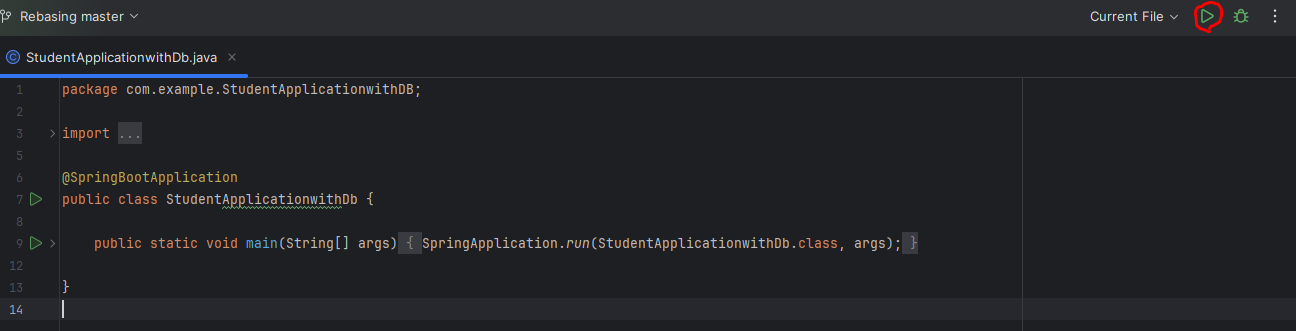 Rebasing master
Current File
StudentApplicationwithDb.java
1 package com.example.StudentApplicationwithDB;
2
3 import ...
5
6 @SpringBootApplication
7 public class StudentApplicationwithDb {
8
9 public static void main(String[] args) { SpringApplication.run(StudentApplicationwithDb.class, args); }
12
13 }
14